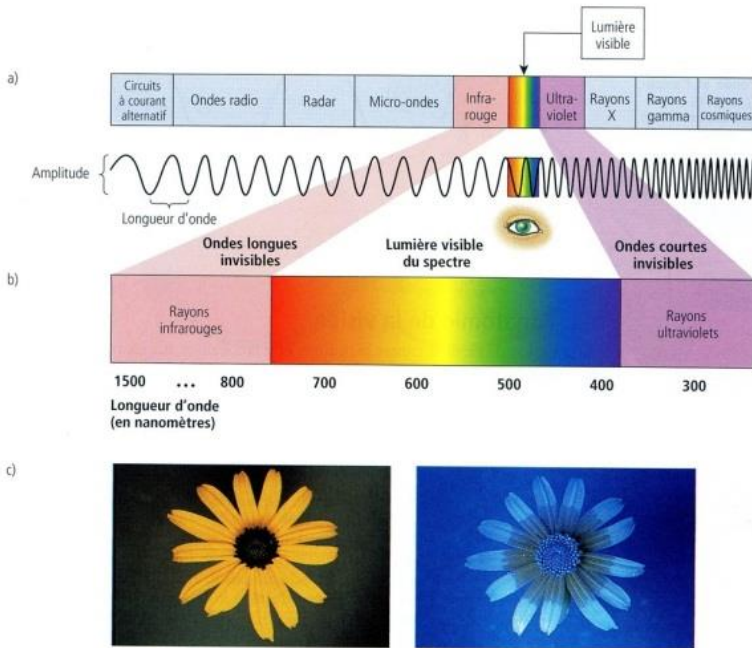 Lumière
visible
a)
Circuits
à courant
alternatif
Ondes radio
Radar
Micro-ondes
Infra-
rouge
Ultra-
violet
Rayons
X
Rayons
gamma
Rayons
cosmiques
Amplitude
Longueur d'onde
Ondes longues
invisibles
Lumière visible
du spectre
Ondes courtes
invisibles
b)
Rayons
infrarouges
Rayons
ultraviolets
1500 ... 800 700 600 500 400 300
Longueur d'onde
(en nanomètres)
c)